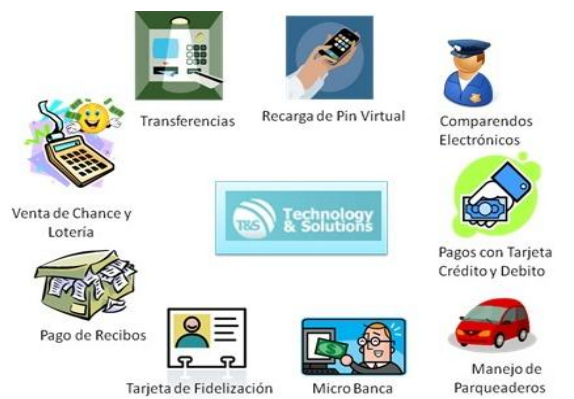 Transferencias
Recarga de Pin Virtual
Comparendos
Electrónicos
Venta de Chance y
Lotería
T&S
Technology
& Solutions
Pagos con Tarjeta
Crédito y Debito
Pago de Recibos
Tarjeta de Fidelización
Micro Banca
Manejo de
Parqueaderos